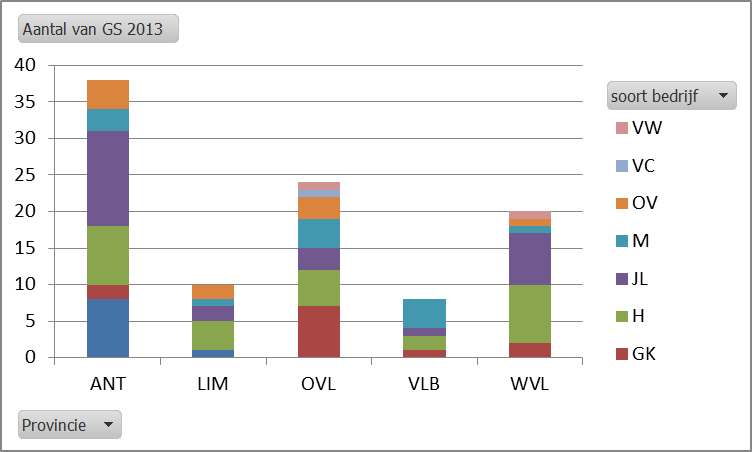 Aantal van GS 2013
40
35
30
25
20
15
10
5
0
ANT LIM OVL VLB WVL
Provincie
soort bedrijf
VW
VC
OV
M
JL
H
GK